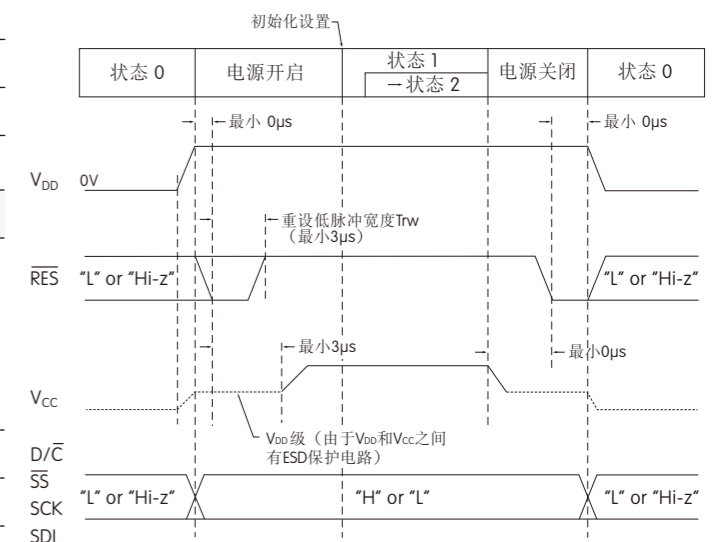 初始化设置
状态 0
电源开启
状态 1
→状态 2
电源关闭
状态 0
最小 0μs
最小 0μs
VDD
0V
重设低脉冲宽度Trw
（最小3μs）
RES
"L" or "Hi-z"
"L" or "Hi-z"
最小3μs
最小0μs
VCC
VDD 级（由于VDD和Vcc之间
有ESD保护电路）
D/C
SS
"L" or "Hi-z"
"H" or "L"
"L" or "Hi-z"
SCK
SDI